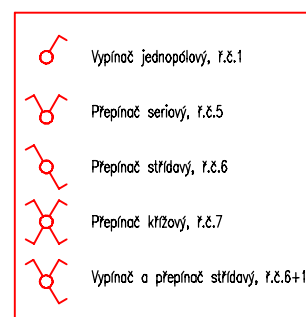 Vypínač jednopólový, ř.č.1
Přepínač seriový, ř.č.5
Přepínač střídavý, ř.č.6
Přepínač křížový, ř.č.7
Vypínač a přepínač střídavý, ř.č.6+1